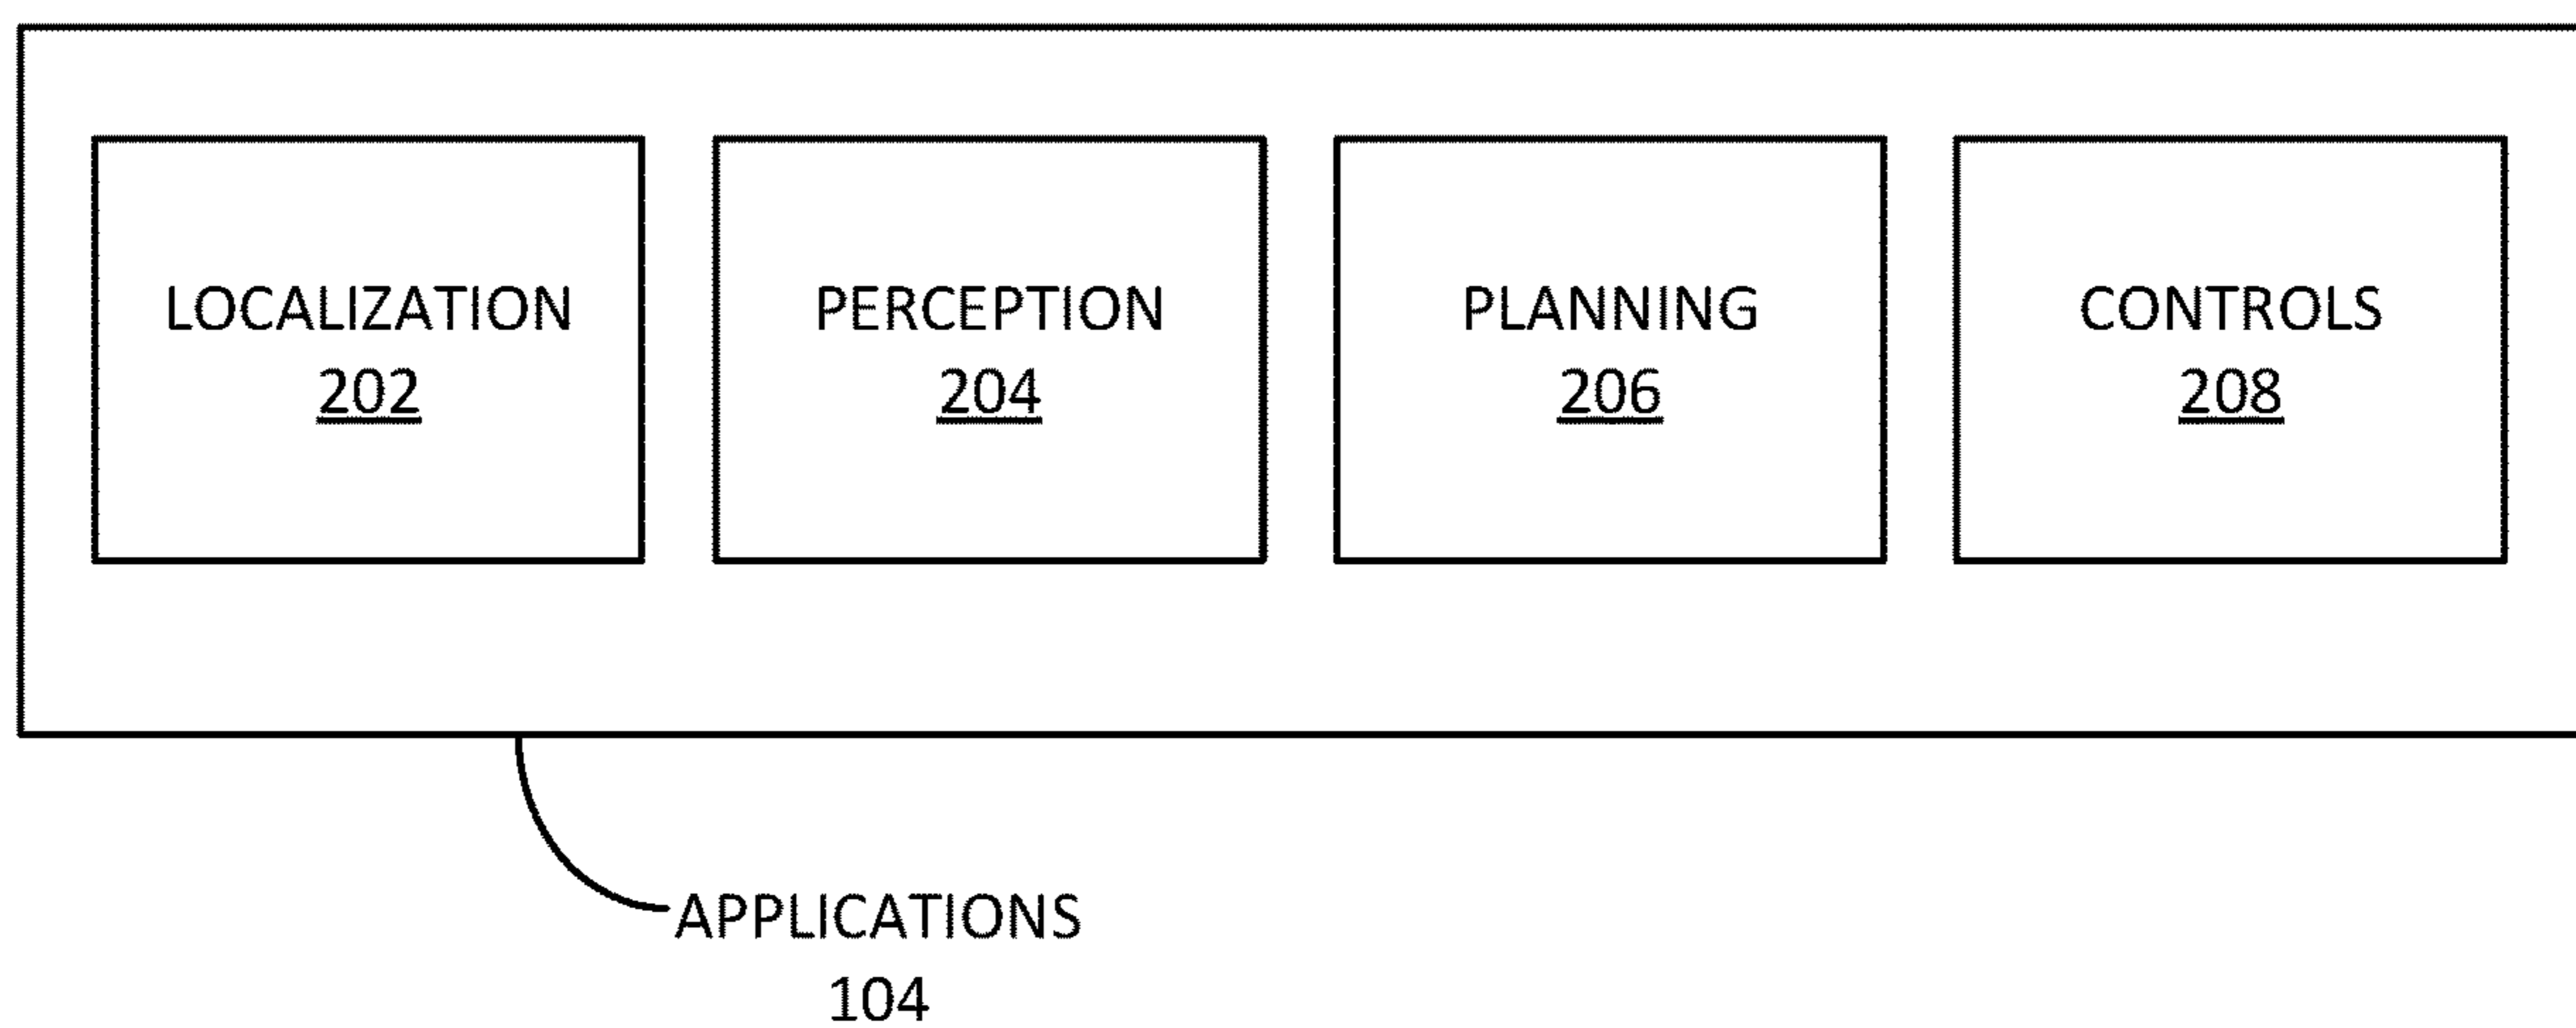 LOCALIZATION
202
PERCEPTION
204
PLANNING
206
CONTROLS
208
APPLICATIONS
104